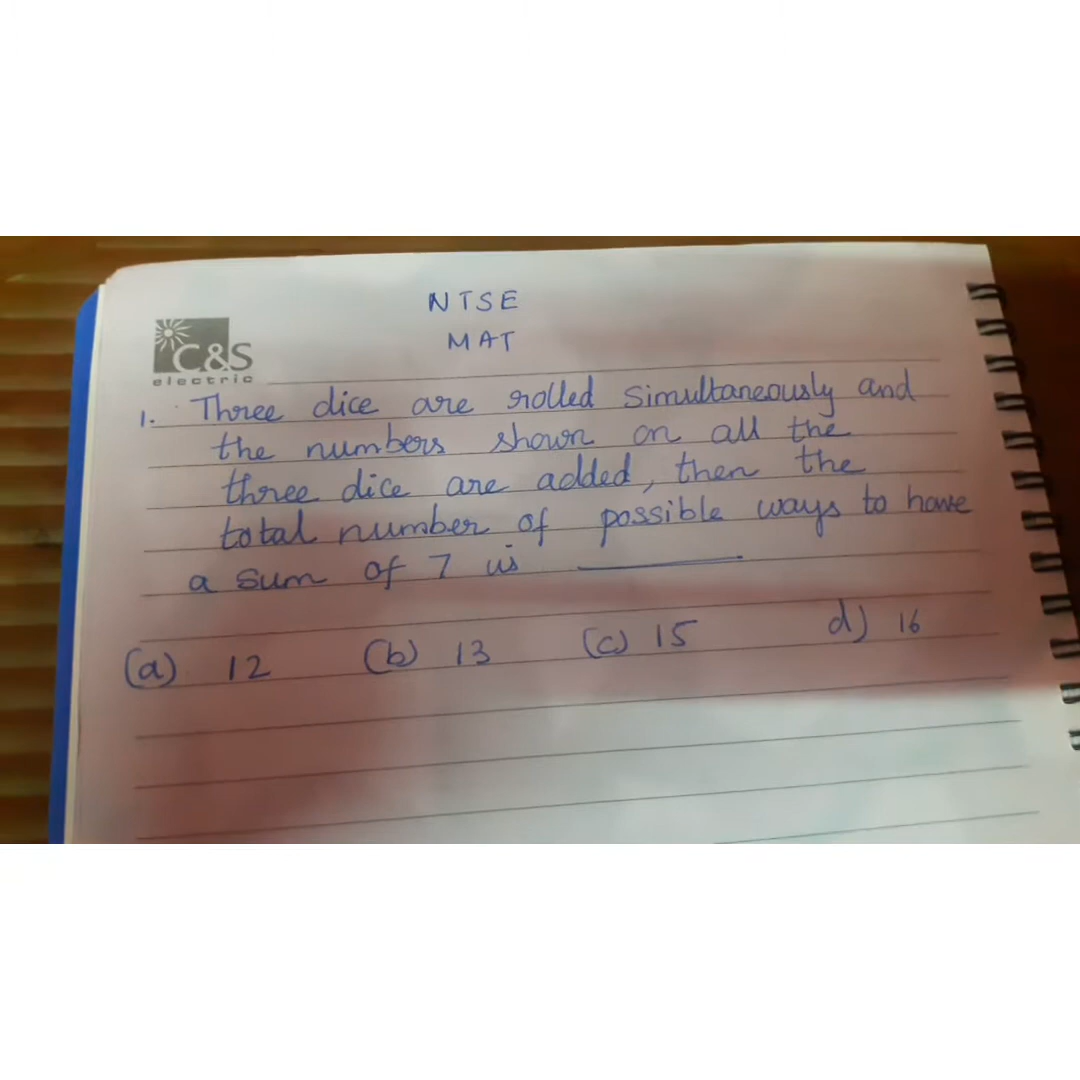 NTSE
MAT
C&S
electric
1. Three dice are rolled simultaneously and
the numbers shown on all the
three dice are added, then the
total number of possible ways to have
a sum of 7 is ______
(a) 12 (b) 13 (c) 15 d) 16